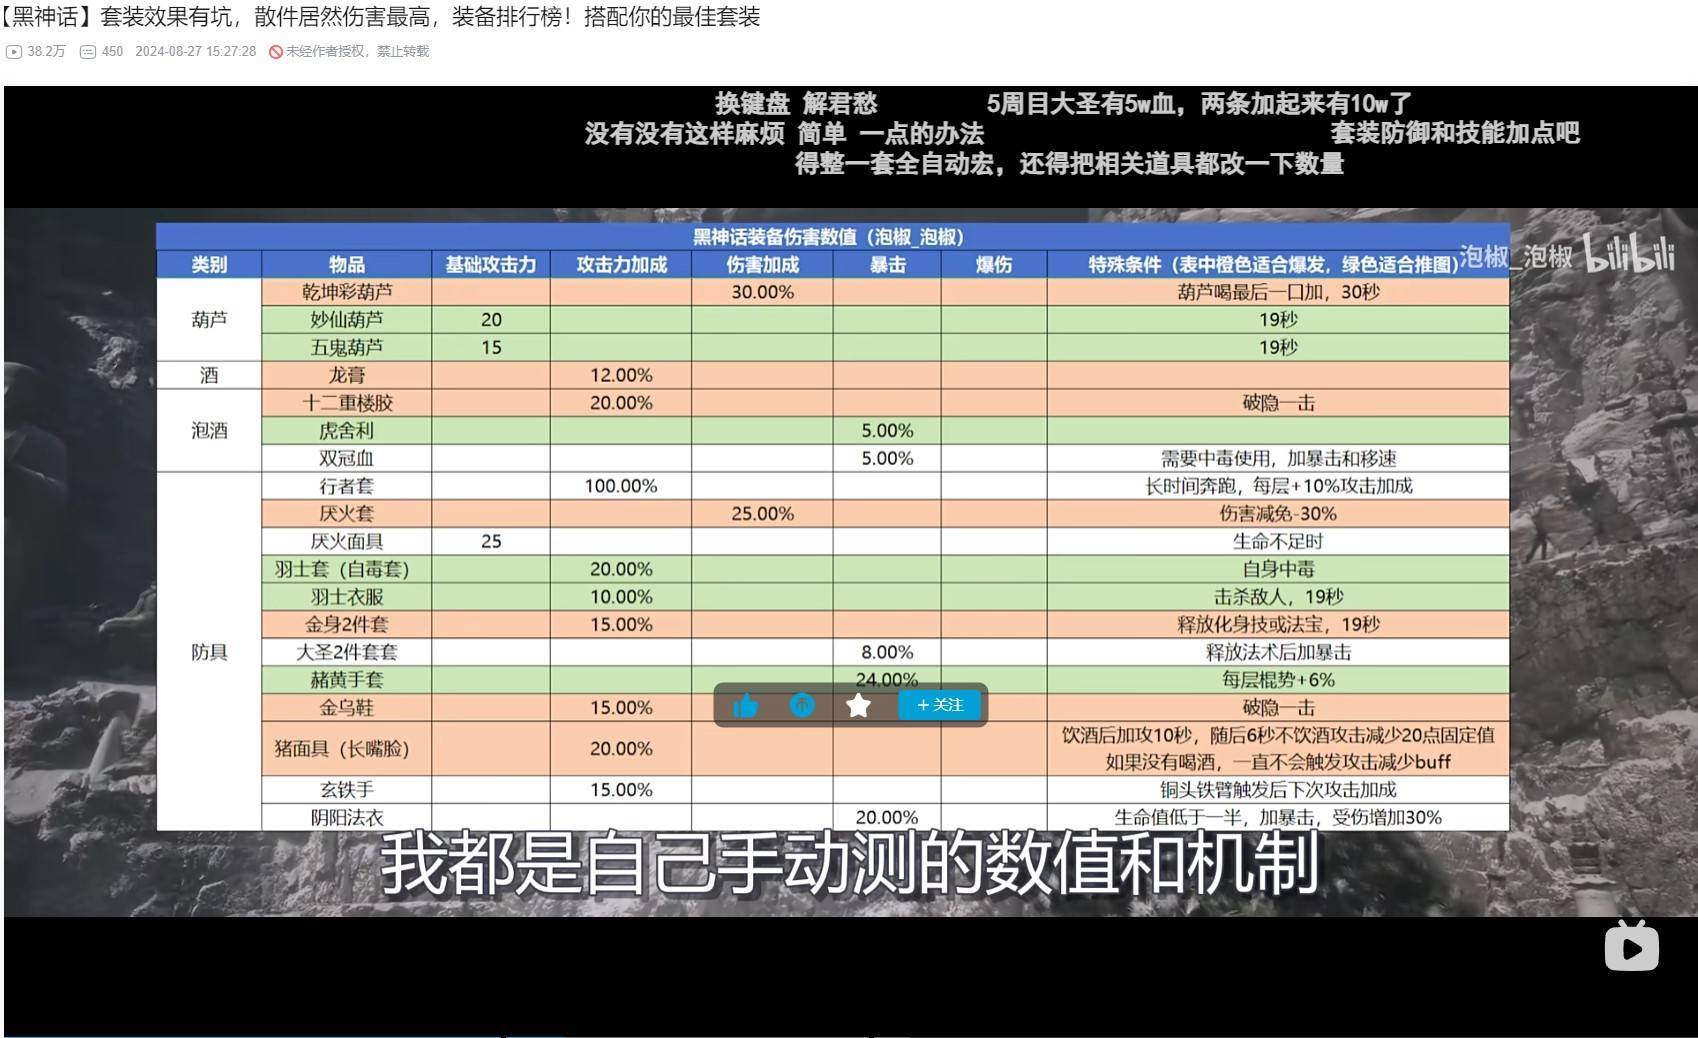 【黑神话】套装效果有坑，散件居然伤害最高，装备排行榜！搭配你的最佳套装
38.2万 450 2024-08-27 15:27:28 未经作者授权，禁止转载
换键盘 解君愁 5周目大圣有5w血，两条加起来有10w了
没有没有这样麻烦 简单 一点的办法 套装防御和技能加点吧
得整一套全自动宏，还得把相关道具都改一下数量
黑神话装备伤害数值（泡椒_泡椒）
泡椒_泡椒 bilibili
类别 物品 基础攻击力 攻击力加成 伤害加成 暴击 爆伤 特殊条件（表中橙色适合爆发，绿色适合推图）
葫芦
乾坤彩葫芦 30.00% 葫芦喝最后一口加，30秒
妙仙葫芦 20 19秒
五鬼葫芦 15 19秒
酒 龙膏 12.00%
泡酒
十二重楼胶 20.00% 破隐一击
虎舍利 5.00%
双冠血 5.00% 需要中毒使用，加暴击和移速
防具
行者套 100.00% 长时间奔跑，每层+10%攻击加成
厌火套 25.00% 伤害减免-30%
厌火面具 25 生命不足时
羽士套（自毒套） 20.00% 自身中毒
羽士衣服 10.00% 击杀敌人，19秒
金身2件套 15.00% 释放化身技或法宝，19秒
大圣2件套套 8.00% 释放法术后加暴击
赭黄手套 24.00% 每层棍势+6%
金乌鞋 15.00% 破隐一击
猪面具（长嘴脸） 20.00% 饮酒后加攻10秒，随后6秒不饮酒攻击减少20点固定值
如果没有喝酒，一直不会触发攻击减少buff
玄铁手 15.00% 铜头铁臂触发后下次攻击加成
阴阳法衣 20.00% 生命值低于一半，加暴击，受伤增加30%
+ 关注
我都是自己手动测的数值和机制